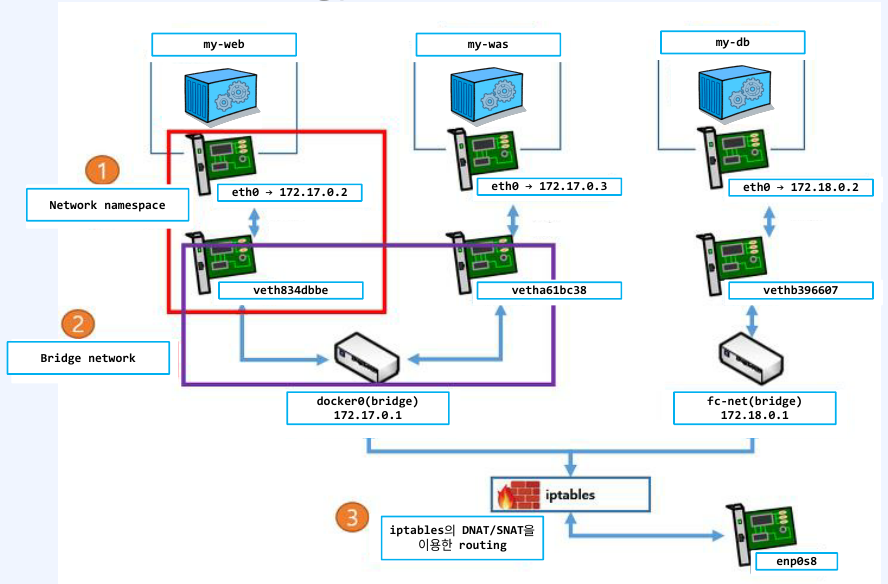 my-web
my-was
my-db
1
Network namespace
eth0 → 172.17.0.2
eth0 → 172.17.0.3
eth0 → 172.18.0.2
veth834dbbe
vetha61bc38
vethb396607
2
Bridge network
docker0(bridge)
172.17.0.1
fc-net(bridge)
172.18.0.1
iptables
3
iptables의 DNAT/SNAT을
이용한 routing
enp0s8